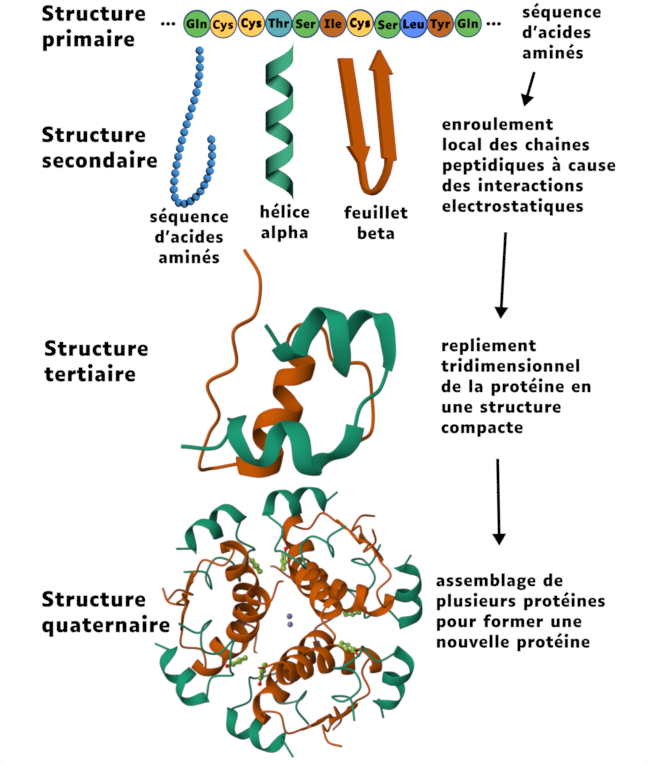 Structure
primaire
... Gln Cys Cys Thr Ser Ile Cys Ser Leu Tyr Gln ...
séquence
d'acides
aminés
Structure
secondaire
séquence
d'acides
aminés
hélice
alpha
feuillet
beta
enroulement
local des chaines
peptidiques à cause
des interactions
electrostatiques
Structure
tertiaire
repliement
tridimensionnel
de la protéine en
une structure
compacte
Structure
quaternaire
assemblage de
plusieurs protéines
pour former une
nouvelle protéine